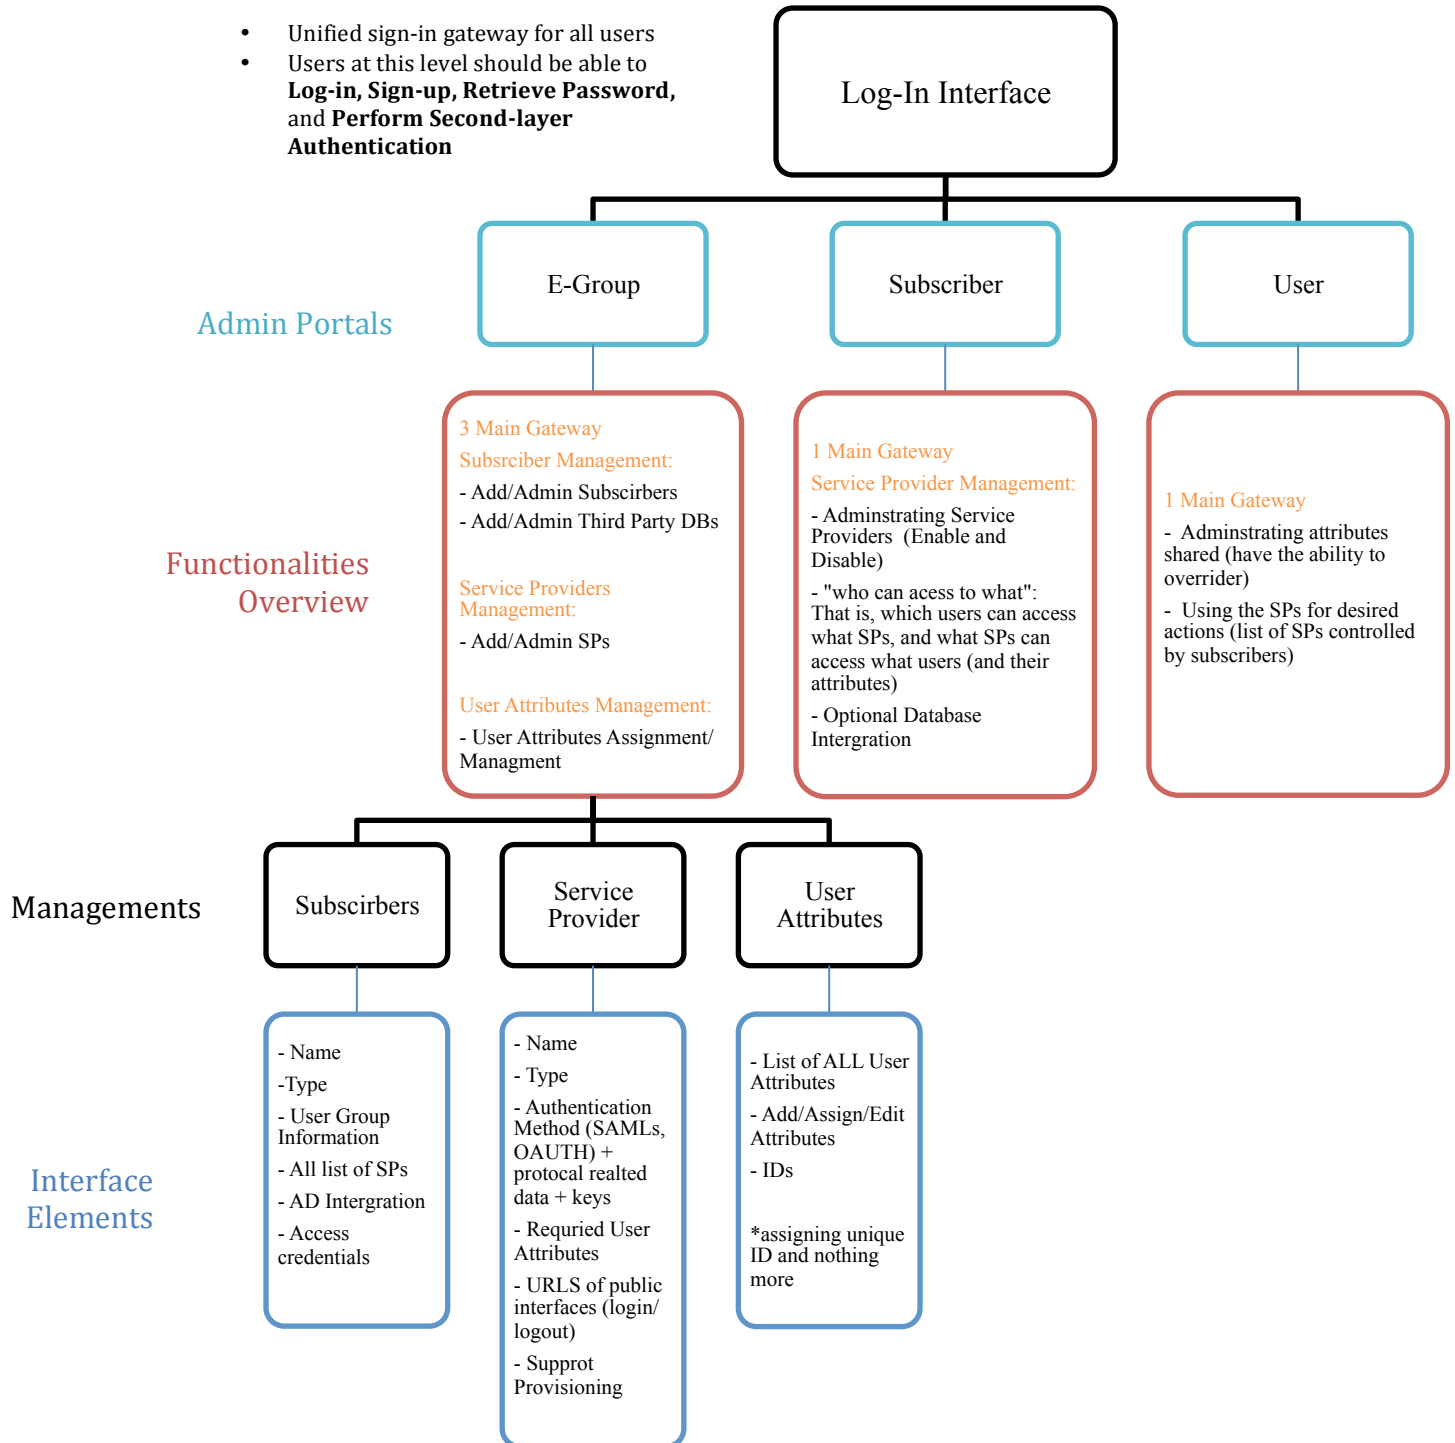 • Unified sign-in gateway for all users
• Users at this level should be able to
Log-in, Sign-up, Retrieve Password,
and Perform Second-layer
Authentication
Log-In Interface
Admin Portals
E-Group
Subscriber
User
Functionalities
Overview
3 Main Gateway
Subsrciber Management:
- Add/Admin Subscirbers
- Add/Admin Third Party DBs
Service Providers
Management:
- Add/Admin SPs
User Attributes Management:
- User Attributes Assignment/
Managment
1 Main Gateway
Service Provider Management:
- Adminstrating Service
Providers (Enable and
Disable)
- "who can acess to what":
That is, which users can access
what SPs, and what SPs can
access what users (and their
attributes)
- Optional Database
Intergration
1 Main Gateway
- Adminstrating attributes
shared (have the ability to
overrider)
- Using the SPs for desired
actions (list of SPs controlled
by subscribers)
Managements
Subscirbers
Service
Provider
User
Attributes
Interface
Elements
- Name
-Type
- User Group
Information
- All list of SPs
- AD Intergration
- Access
credentials
- Name
- Type
- Authentication
Method (SAMLs,
OAUTH) +
protocal realted
data + keys
- Requried User
Attributes
- URLS of public
interfaces (login/
logout)
- Supprot
Provisioning
- List of ALL User
Attributes
- Add/Assign/Edit
Attributes
- IDs
*assigning unique
ID and nothing
more